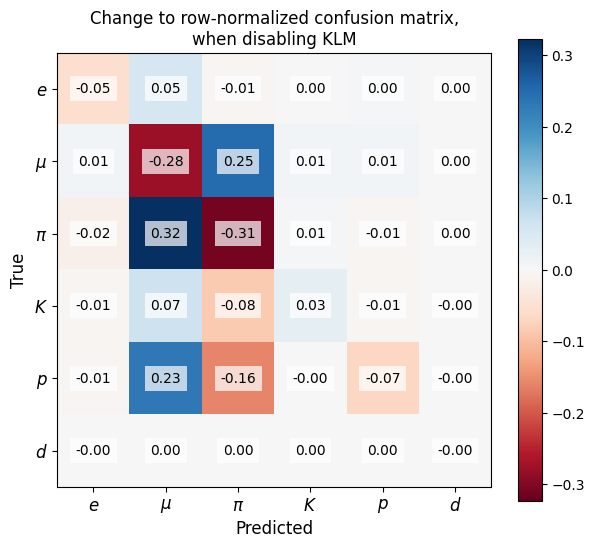 Change to row-normalized confusion matrix,
when disabling KLM
e -0.05 0.05 -0.01 0.00 0.00 0.00
μ 0.01 -0.28 0.25 0.01 0.01 0.00
π -0.02 0.32 -0.31 0.01 -0.01 0.00
K -0.01 0.07 -0.08 0.03 -0.01 -0.00
p -0.01 0.23 -0.16 -0.00 -0.07 -0.00
d -0.00 0.00 0.00 0.00 0.00 -0.00
e μ π K p d
True
Predicted
0.3
0.2
0.1
0.0
−0.1
−0.2
−0.3